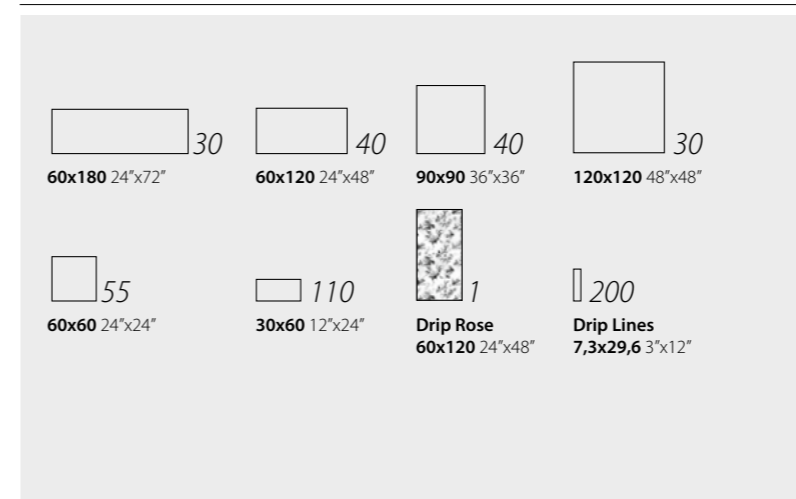 30
60x180 24"x72"
40
60x120 24"x48"
40
90x90 36"x36"
30
120x120 48"x48"
55
60x60 24"x24"
110
30x60 12"x24"
1
Drip Rose
60x120 24"x48"
200
Drip Lines
7,3x29,6 3"x12"